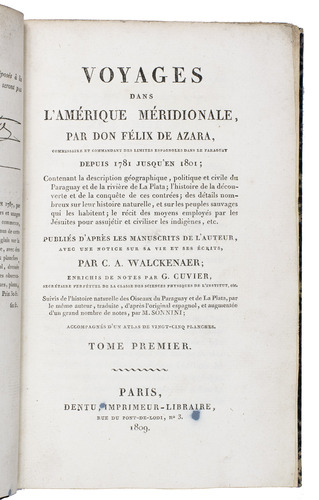 VOYAGES
DANS
L'AMÉRIQUE MÉRIDIONALE,
PAR DON FÉLIX DE AZARA,
COMMISSAIRE ET COMMANDANT DES LIMITES ESPAGNOLES DANS LE PARAGUAY
DEPUIS 1781 JUSQU'EN 1801;
Contenant la description géographique, politique et civile du
Paraguay et de la rivière de La Plata; l'histoire de la découver-
te et de la conquête de ces contrées; des détails nom-
breux sur leur histoire naturelle, et sur les peuples sauvages
qui les habitent; le récit des moyens employés par les
Jésuites pour assujétir et civiliser les indigènes, etc.
PUBLIÉS D'APRÈS LES MANUSCRITS DE L'AUTEUR,
AVEC UNE NOTICE SUR SA VIE ET SES ÉCRITS,
PAR C. A. WALCKENAER;
ENRICHIS DE NOTES PAR G. CUVIER,
SECRÉTAIRE PERPÉTUEL DE LA CLASSE DES SCIENCES PHYSIQUES DE L'INSTITUT, ETC.
Suivis de l'histoire naturelle des Oiseaux du Paraguay et de La Plata, par
le même auteur, traduite, d'après l'original espagnol, et augmentée
d'un grand nombre de notes, par M. SONNINI;
ACCOMPAGNÉS D'UN ATLAS DE VINGT-CINQ PLANCHES.
TOME PREMIER.
PARIS,
DENTU, IMPRIMEUR-LIBRAIRE,
RUE DU PONT-DE-LODI, N° 3.
1809.